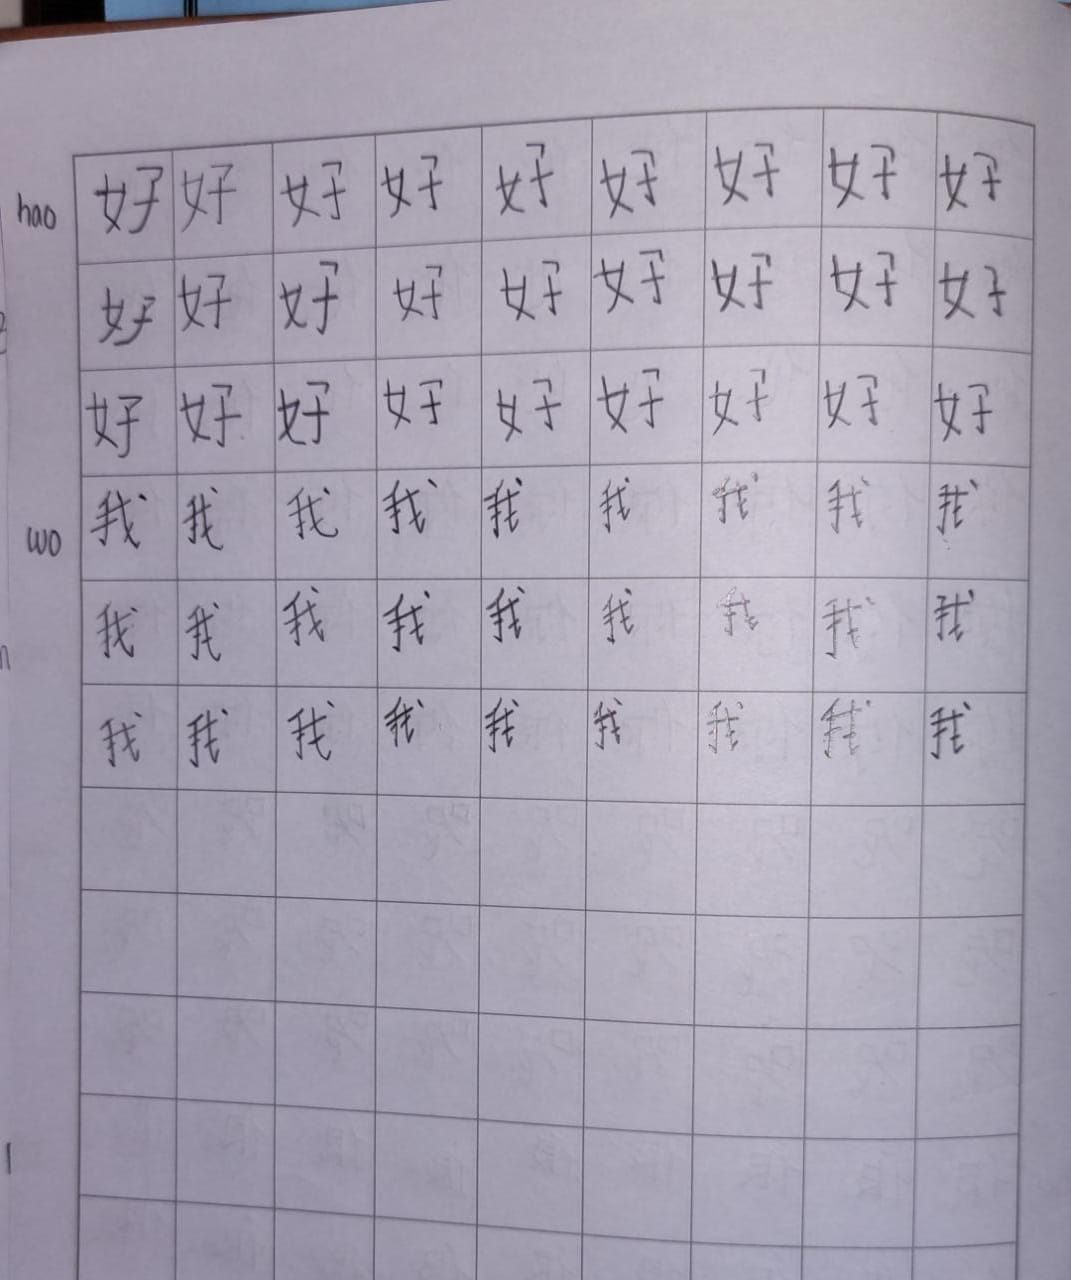 hao 好 好 好 好 好 好 好 好 好
好 好 好 好 好 好 好 好 好
好 好 好 好 好 好 好 好 好
wo 我 我 我 我 我 我 我 我 我
我 我 我 我 我 我 我 我 我
我 我 我 我 我 我 我 我 我